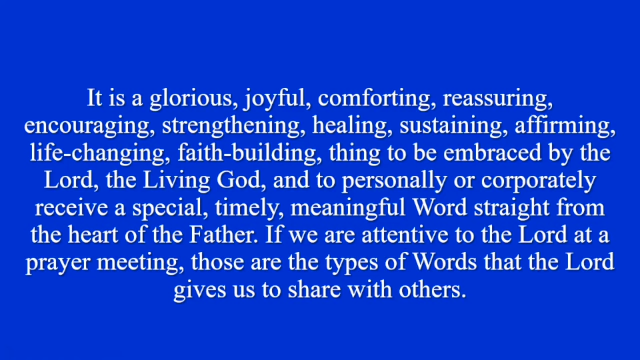 It is a glorious, joyful, comforting, reassuring,
encouraging, strengthening, healing, sustaining, affirming,
life-changing, faith-building, thing to be embraced by the
Lord, the Living God, and to personally or corporately
receive a special, timely, meaningful Word straight from
the heart of the Father. If we are attentive to the Lord at a
prayer meeting, those are the types of Words that the Lord
gives us to share with others.